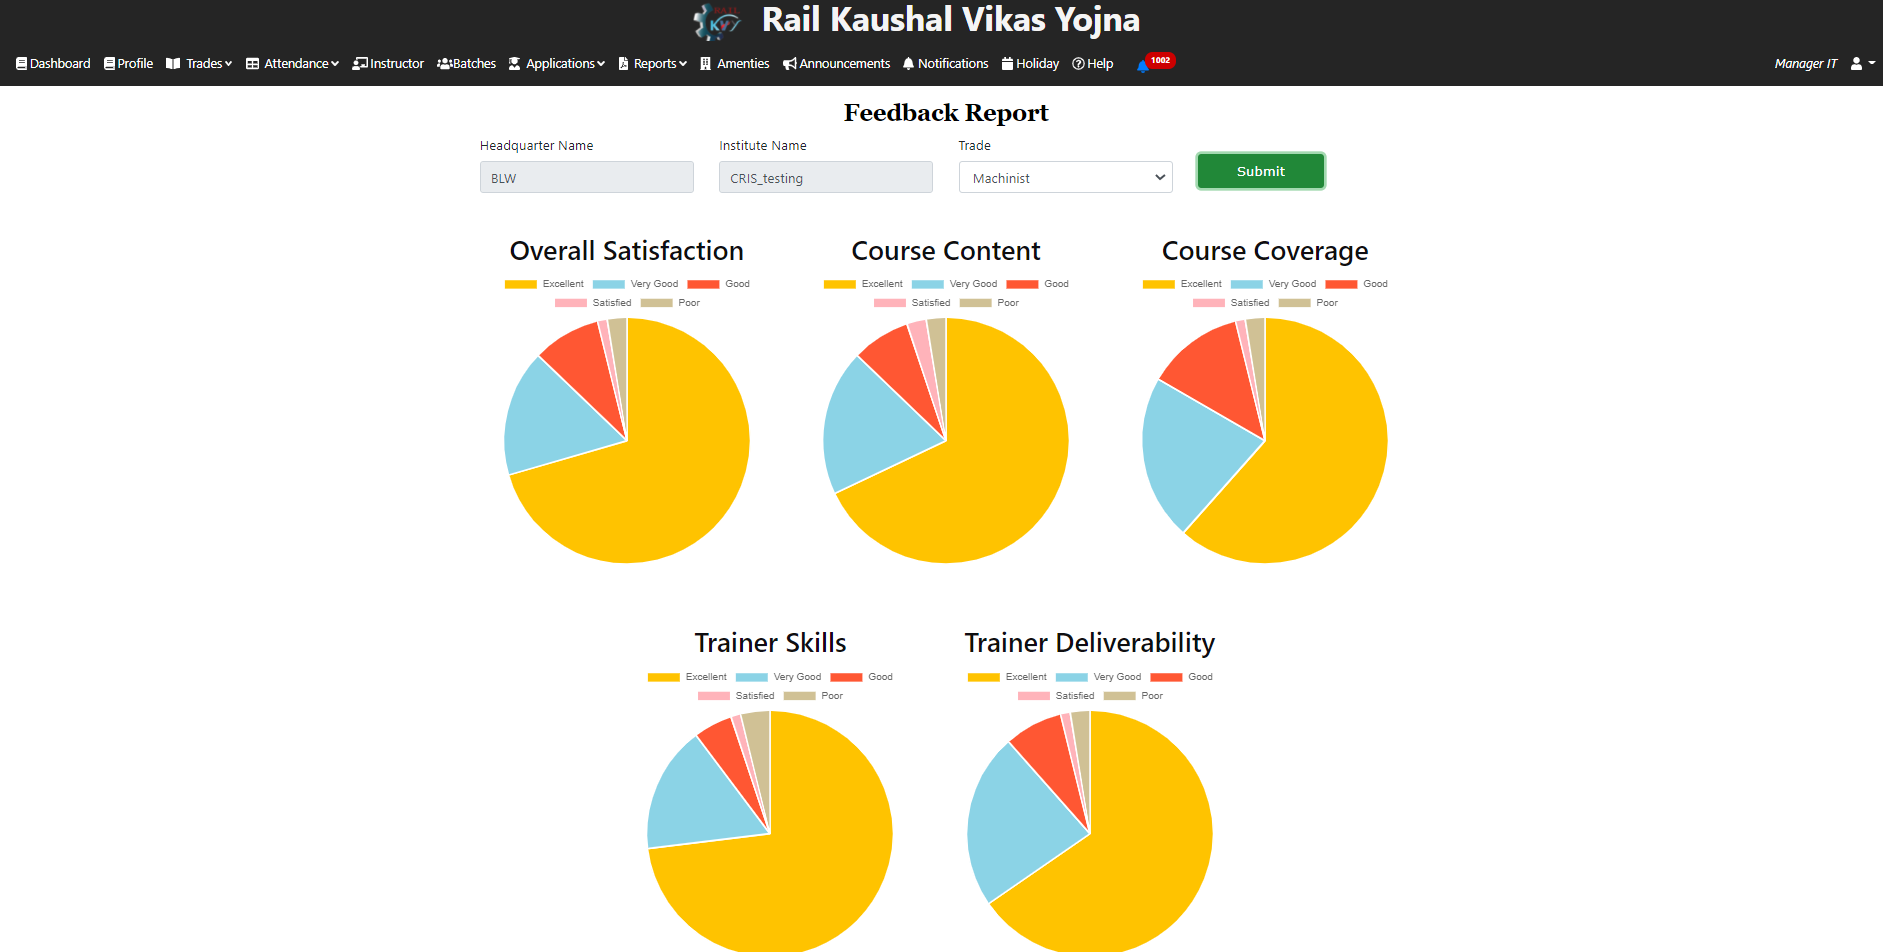 RAIL
KVY
Rail Kaushal Vikas Yojna
Dashboard Profile Trades Attendance Instructor Batches Applications Reports Amenties Announcements Notifications Holiday Help 1002 Manager IT
Feedback Report
Headquarter Name Institute Name Trade
BLW CRIS_testing Machinist Submit
Overall Satisfaction Course Content Course Coverage
Excellent Very Good Good Excellent Very Good Good Excellent Very Good Good
Satisfied Poor Satisfied Poor Satisfied Poor
Trainer Skills Trainer Deliverability
Excellent Very Good Good Excellent Very Good Good
Satisfied Poor Satisfied Poor